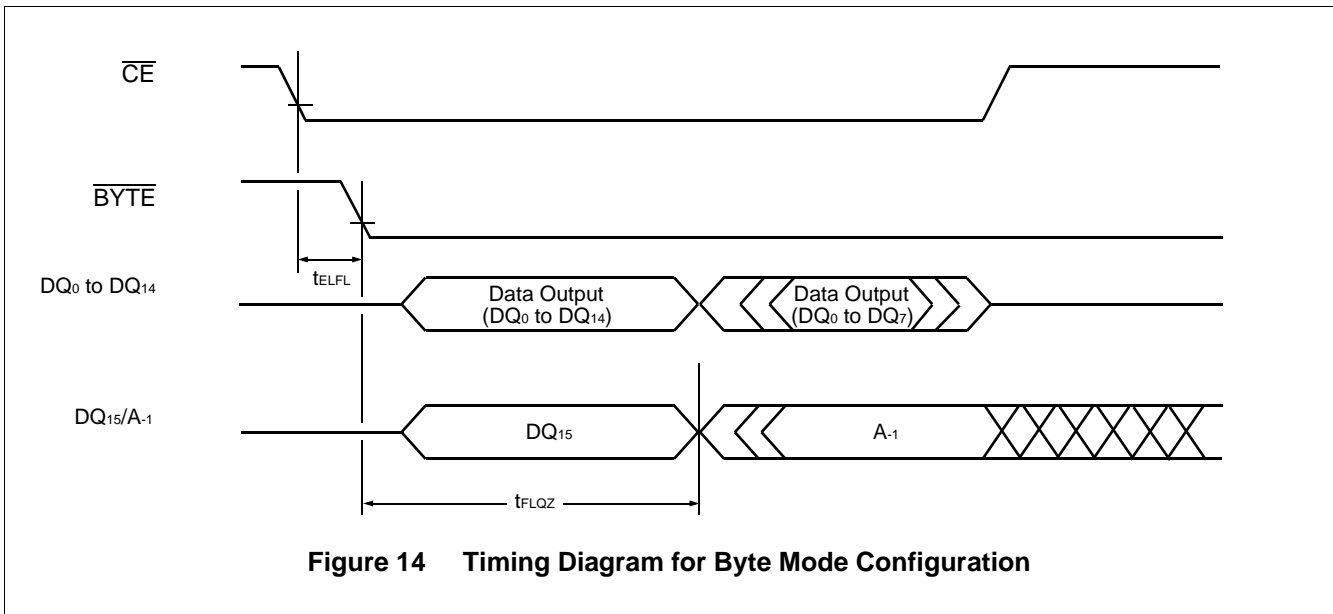 CE
BYTE
tELFL
DQ0 to DQ14
Data Output
(DQ0 to DQ14)
Data Output
(DQ0 to DQ7)
DQ15/A-1
DQ15
A-1
tFLQZ
Figure 14 Timing Diagram for Byte Mode Configuration